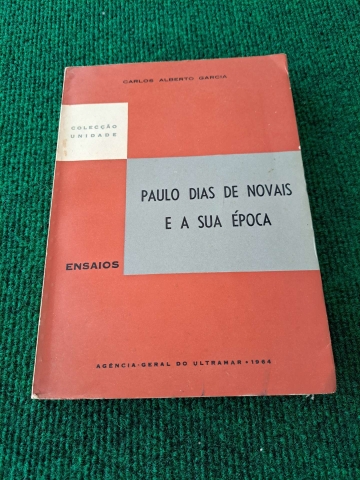 CARLOS ALBERTO GARCIA
COLECÇÃO
UNIDADE
PAULO DIAS DE NOVAIS
E A SUA ÉPOCA
ENSAIOS
AGÊNCIA-GERAL DO ULTRAMAR • 1964